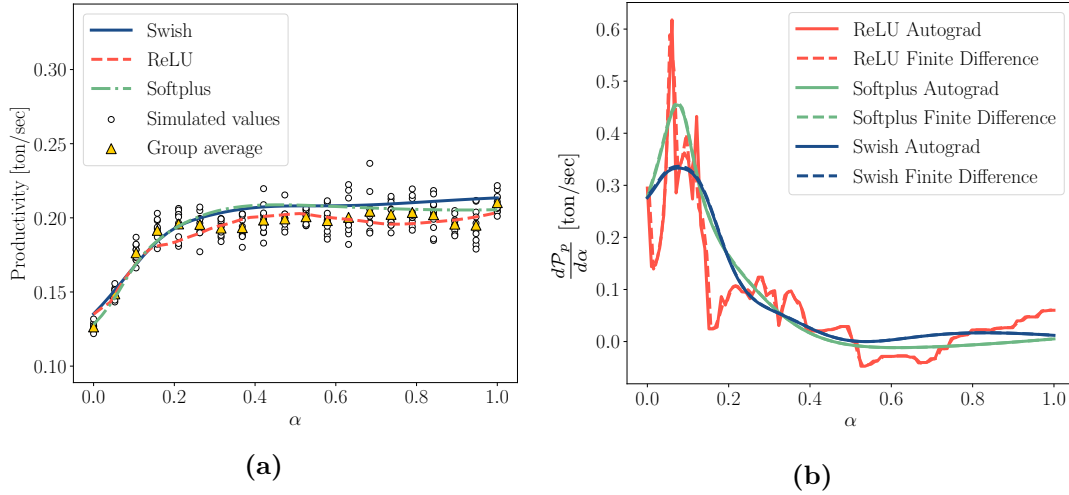 Swish
ReLU
Softplus
Simulated values
Group average
Productivity [ton/sec]
0.30
0.25
0.20
0.15
0.10
0.0 0.2 0.4 0.6 0.8 1.0
α
(a)
ReLU Autograd
ReLU Finite Difference
Softplus Autograd
Softplus Finite Difference
Swish Autograd
Swish Finite Difference
d𝒫_p/dα [ton/sec]
0.6
0.5
0.4
0.3
0.2
0.1
0.0
0.0 0.2 0.4 0.6 0.8 1.0
α
(b)